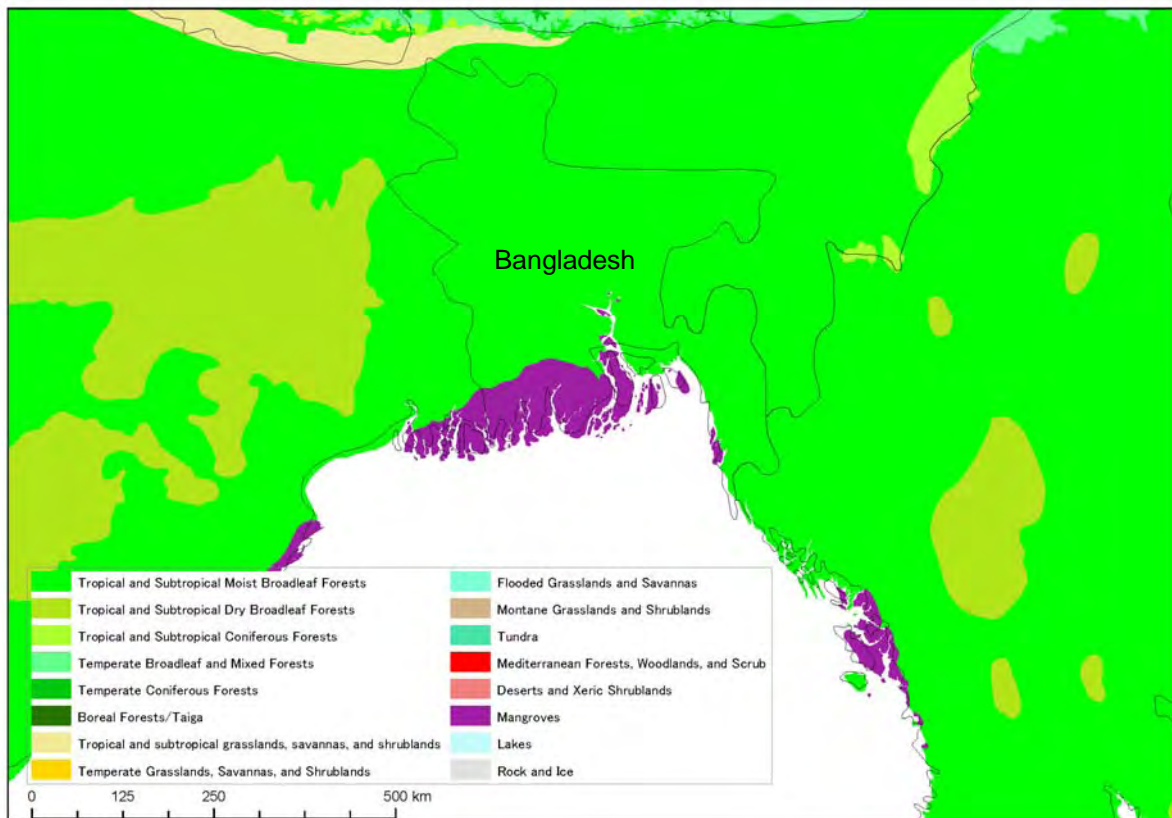 Bangladesh
Tropical and Subtropical Moist Broadleaf Forests
Tropical and Subtropical Dry Broadleaf Forests
Tropical and Subtropical Coniferous Forests
Temperate Broadleaf and Mixed Forests
Temperate Coniferous Forests
Boreal Forests/Taiga
Tropical and subtropical grasslands, savannas, and shrublands
Temperate Grasslands, Savannas, and Shrublands
Flooded Grasslands and Savannas
Montane Grasslands and Shrublands
Tundra
Mediterranean Forests, Woodlands, and Scrub
Deserts and Xeric Shrublands
Mangroves
Lakes
Rock and Ice
0 125 250 500 km